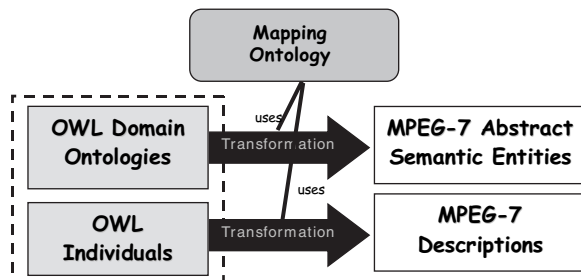 Mapping
Ontology
uses
OWL Domain
Ontologies
Transformation
MPEG-7 Abstract
Semantic Entities
uses
OWL
Individuals
Transformation
MPEG-7
Descriptions